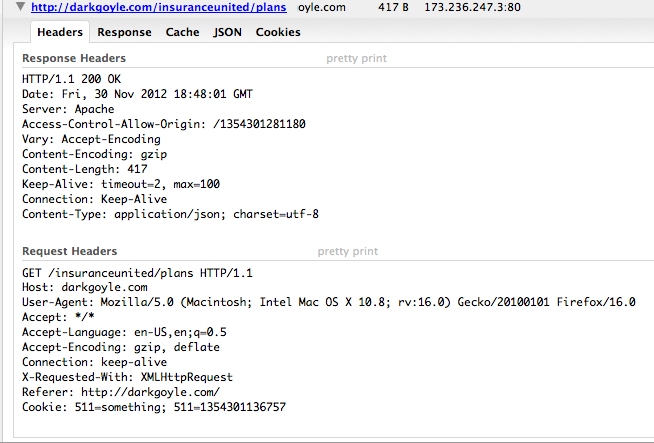 http://darkgoyle.com/insuranceunited/plans oyle.com 417 B 173.236.247.3:80
Headers Response Cache JSON Cookies
Response Headers pretty print
HTTP/1.1 200 OK
Date: Fri, 30 Nov 2012 18:48:01 GMT
Server: Apache
Access-Control-Allow-Origin: /1354301281180
Vary: Accept-Encoding
Content-Encoding: gzip
Content-Length: 417
Keep-Alive: timeout=2, max=100
Connection: Keep-Alive
Content-Type: application/json; charset=utf-8
Request Headers pretty print
GET /insuranceunited/plans HTTP/1.1
Host: darkgoyle.com
User-Agent: Mozilla/5.0 (Macintosh; Intel Mac OS X 10.8; rv:16.0) Gecko/20100101 Firefox/16.0
Accept: */*
Accept-Language: en-US,en;q=0.5
Accept-Encoding: gzip, deflate
Connection: keep-alive
X-Requested-With: XMLHttpRequest
Referer: http://darkgoyle.com/
Cookie: 511=something; 511=1354301136757